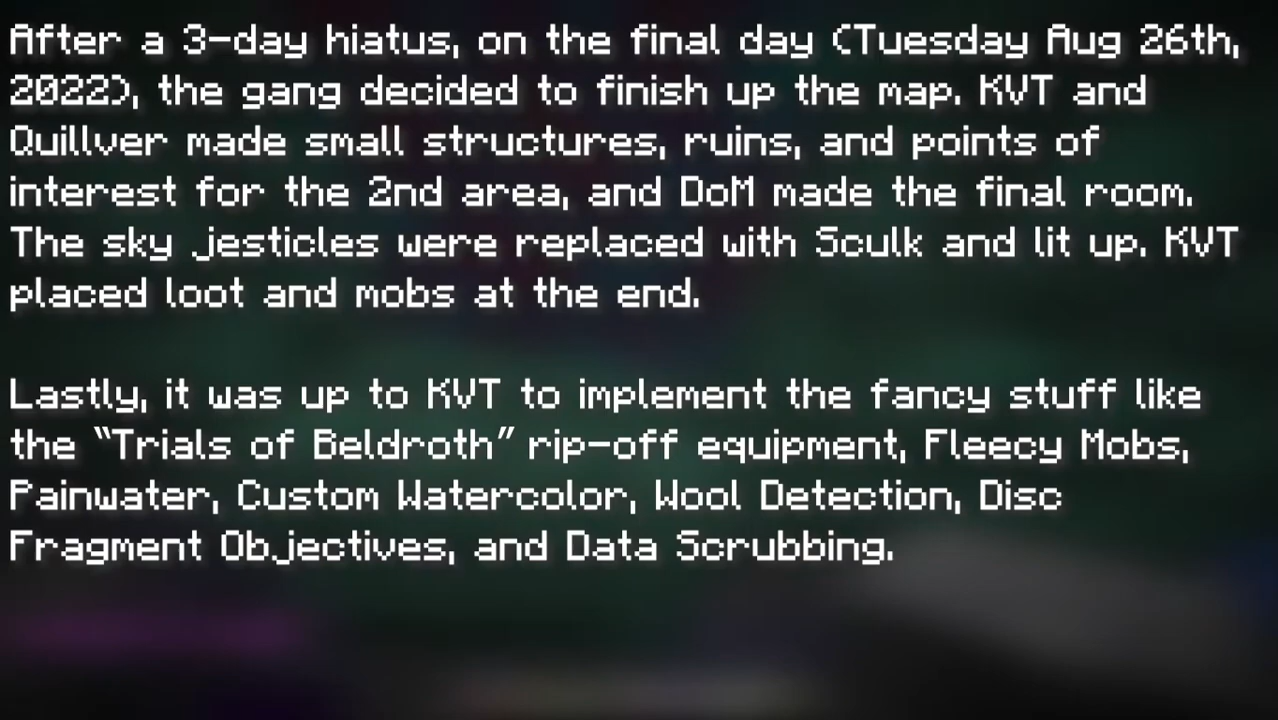 After a 3-day hiatus, on the final day (Tuesday Aug 26th,
2022), the gang decided to finish up the map. KVT and
Quillver made small structures, ruins, and points of
interest for the 2nd area, and DoM made the final room.
The sky jesticles were replaced with Sculk and lit up. KVT
placed loot and mobs at the end.

Lastly, it was up to KVT to implement the fancy stuff like
the “Trials of Beldroth” rip-off equipment, Fleecy Mobs,
Painwater, Custom Watercolor, Wool Detection, Disc
Fragment Objectives, and Data Scrubbing.